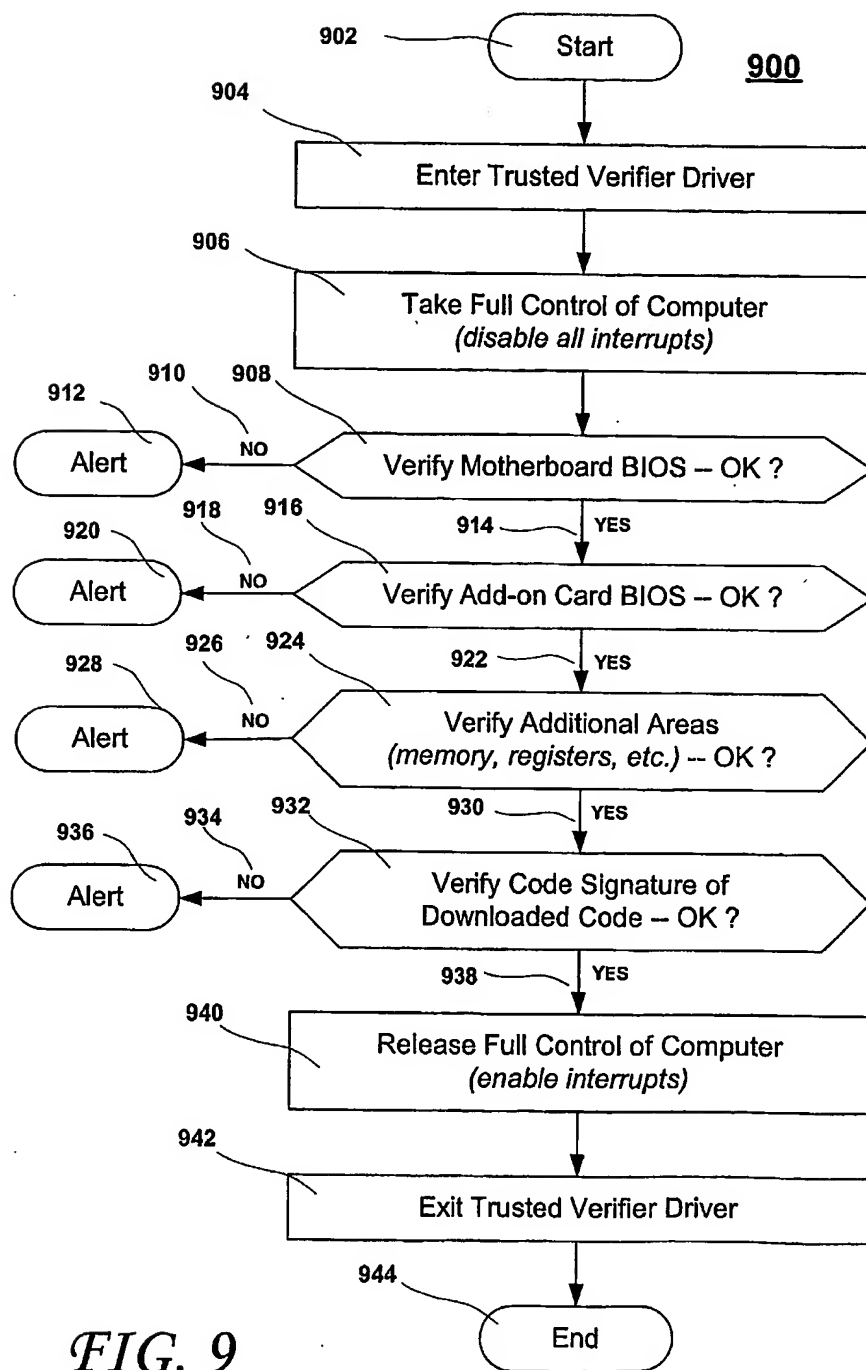 902
Start
900
904
Enter Trusted Verifier Driver
906
Take Full Control of Computer
(disable all interrupts)
908
910
912
Alert
NO
Verify Motherboard BIOS -- OK ?
914
YES
916
918
920
Alert
NO
Verify Add-on Card BIOS -- OK ?
922
YES
924
926
928
Alert
NO
Verify Additional Areas
(memory, registers, etc.) -- OK ?
930
YES
932
934
936
Alert
NO
Verify Code Signature of
Downloaded Code -- OK ?
938
YES
940
Release Full Control of Computer
(enable interrupts)
942
Exit Trusted Verifier Driver
944
End
FIG. 9